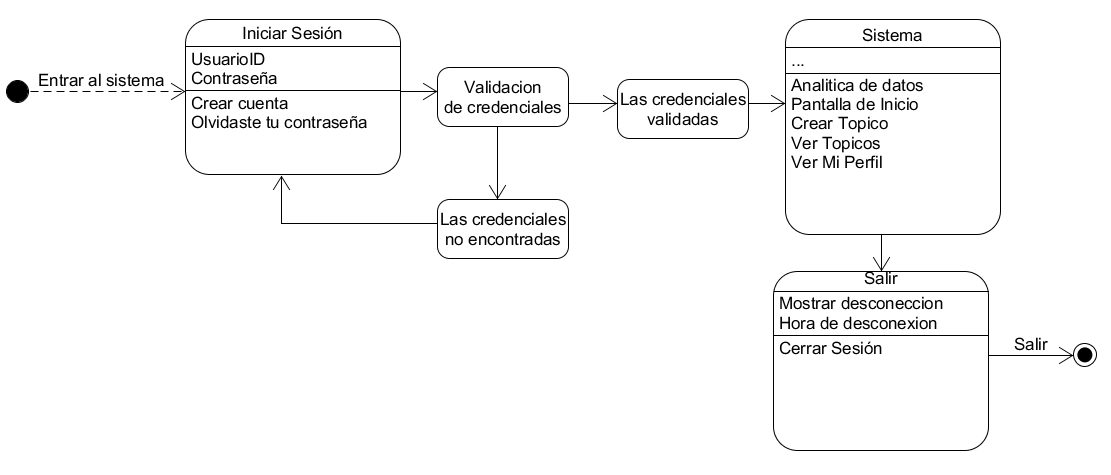 Entrar al sistema
Iniciar Sesión
UsuarioID
Contraseña
Crear cuenta
Olvidaste tu contraseña
Validacion
de credenciales
Las credenciales
no encontradas
Las credenciales
validadas
Sistema
...
Analitica de datos
Pantalla de Inicio
Crear Topico
Ver Topicos
Ver Mi Perfil
Salir
Mostrar desconeccion
Hora de desconexion
Cerrar Sesión
Salir